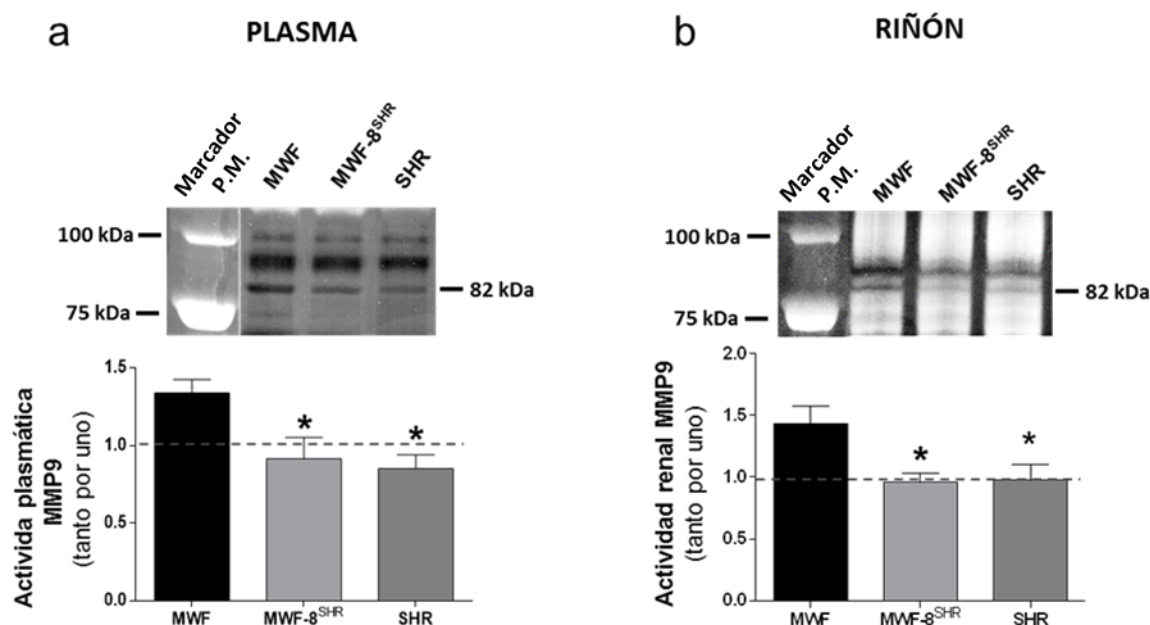 a
PLASMA
Marcador
P.M.
MWF
MWF-8SHR
SHR
100 kDa
75 kDa
82 kDa
Activida plasmática
MMP9
(tanto por uno)
1.5
1.0
0.5
0.0
*
*
MWF
MWF-8SHR
SHR
b
RIÑÓN
Marcador
P.M.
MWF
MWF-8SHR
SHR
100 kDa
75 kDa
82 kDa
Actividad renal MMP9
(tanto por uno)
2.0
1.5
1.0
0.5
0.0
*
*
MWF
MWF-8SHR
SHR